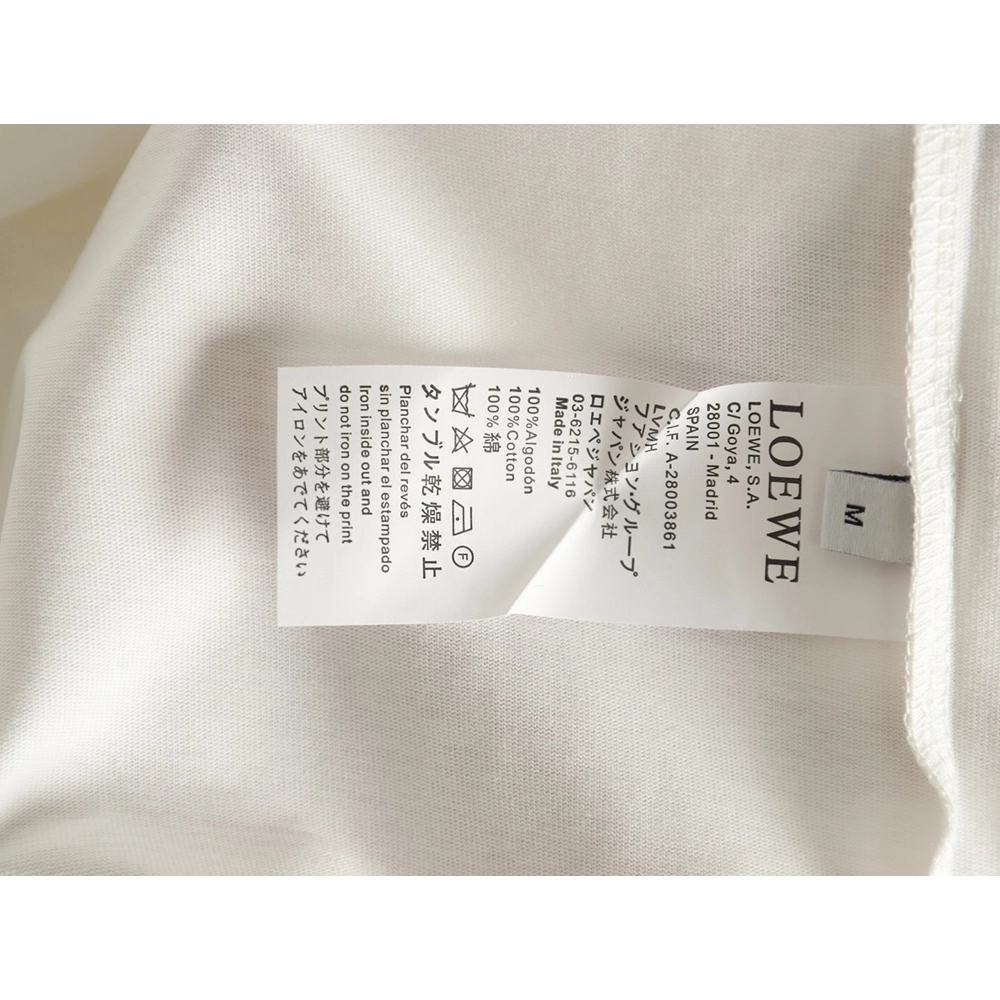 LOEWE
LOEWE, S.A.
C/Goya, 4
28001 - Madrid
SPAIN
C.I.F. A-28003861
LVMH
ファション･グループ
ジャパン株式会社
ロエベジャパン
03-6215-6116
Made in Italy
100%Algodón
100%Cotton
100%綿
F
タンブル乾燥禁止
Planchar del revés
sin planchar el estampado
Iron inside out and
do not iron on the print
プリント部分を避けて
アイロンをあでてください
M